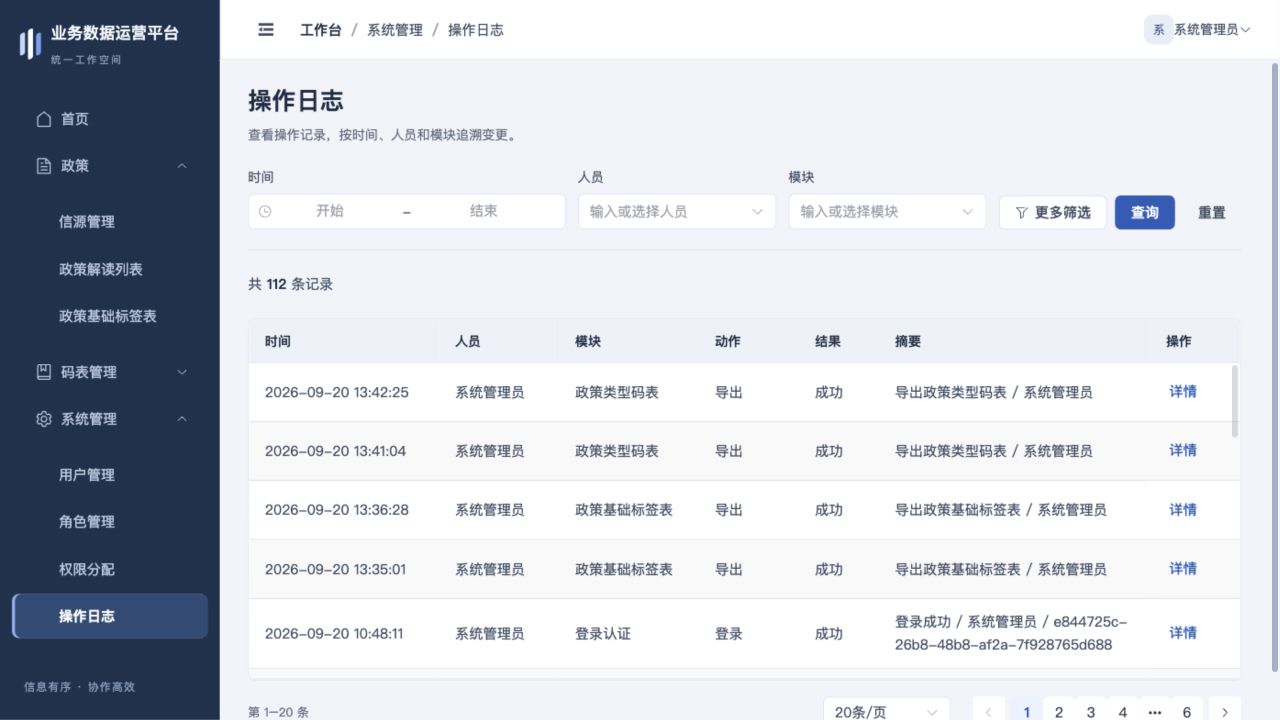 业务数据运营平台
统一工作空间
首页
政策
信源管理
政策解读列表
政策基础标签表
码表管理
系统管理
用户管理
角色管理
权限分配
操作日志
信息有序 · 协作高效
工作台 / 系统管理 / 操作日志
系 系统管理员
操作日志
查看操作记录，按时间、人员和模块追溯变更。
时间 人员 模块
开始 – 结束 输入或选择人员 输入或选择模块 更多筛选 查询 重置
共 112 条记录
时间 人员 模块 动作 结果 摘要 操作
2026-09-20 13:42:25 系统管理员 政策类型码表 导出 成功 导出政策类型码表 / 系统管理员 详情
2026-09-20 13:41:04 系统管理员 政策类型码表 导出 成功 导出政策类型码表 / 系统管理员 详情
2026-09-20 13:36:28 系统管理员 政策基础标签表 导出 成功 导出政策基础标签表 / 系统管理员 详情
2026-09-20 13:35:01 系统管理员 政策基础标签表 导出 成功 导出政策基础标签表 / 系统管理员 详情
2026-09-20 10:48:11 系统管理员 登录认证 登录 成功 登录成功 / 系统管理员 / e844725c-
26b8-48b8-af2a-7f928765d688 详情
第 1-20 条 20条/页 1 2 3 4 ••• 6